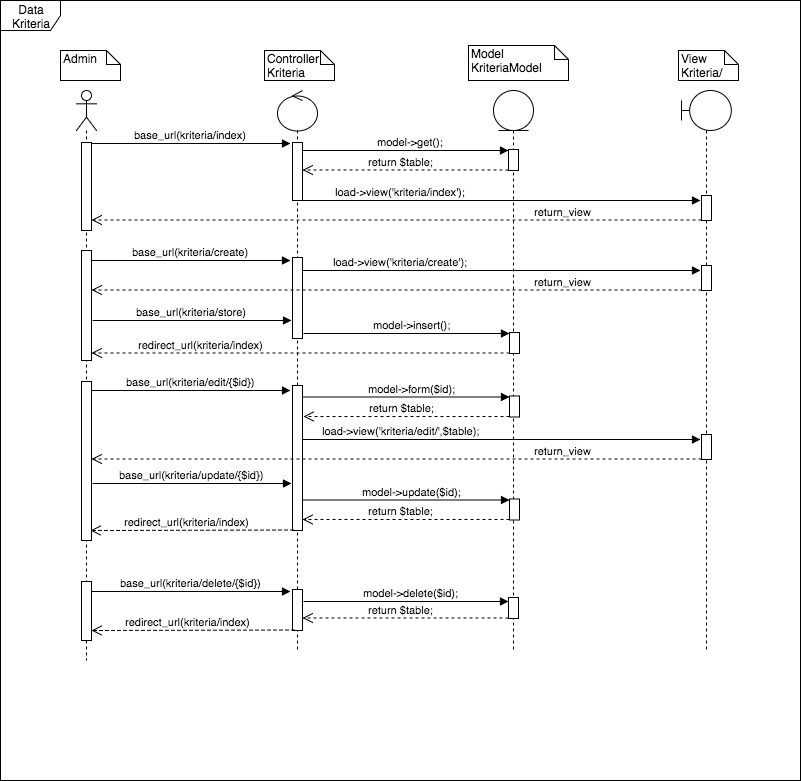 Data
Kriteria
Admin
Controller
Kriteria
Model
KriteriaModel
View
Kriteria/
base_url(kriteria/index)
model->get();
return $table;
load->view('kriteria/index');
return_view
base_url(kriteria/create)
load->view('kriteria/create');
return_view
base_url(kriteria/store)
model->insert();
redirect_url(kriteria/index)
base_url(kriteria/edit/{$id})
model->form($id);
return $table;
load->view('kriteria/edit/',$table);
return_view
base_url(kriteria/update/{$id})
model->update($id);
return $table;
redirect_url(kriteria/index)
base_url(kriteria/delete/{$id})
model->delete($id);
return $table;
redirect_url(kriteria/index)